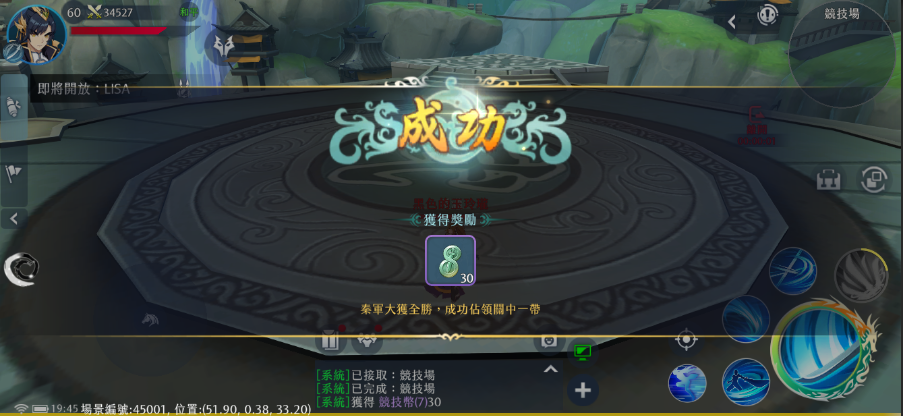 60 34527 和平
競技場
即將開放：LISA
成功
獲得獎勵
30
秦軍大獲全勝，成功佔領關中一帶
[系統]已接取：競技場
[系統]已完成：競技場
[系統]獲得 競技幣(7)30
19:45 場景編號:45001, 位置:(51.90, 0.38, 33.20)